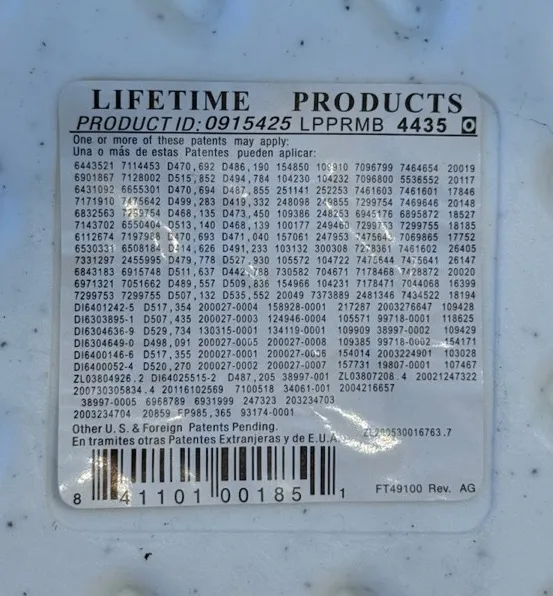 LIFETIME PRODUCTS
PRODUCT ID: 0915425 LPPRMB 4435 O
One or more of these patents may apply:
Una o más de estas Patentes pueden aplicar:
6443521 7114453 D470,692 D486,190 154850 109910 7096799 7464654 20019
6901867 7128002 D515,852 D494,784 104230 104232 7096800 5536552 20117
6431092 6655301 D470,694 D487,855 251141 252253 7461603 7461601 17846
7171910 D499,283 D419,332 248098 249855 7299754 7469646 20148
6832563 D468,135 D473,450 109386 248253 6945176 6895872 18527
7143702 6550404 D513,140 D468,139 100177 249460 7299755 18185
6112674 7197988 D470,693 D471,040 157061 247953 7475643 7069865 17752
6530331 6508184 D414,626 D491,233 103132 300308 7278361 7461602 26405
7331297 2455995 D479,778 D527,930 105572 104722 7475644 7475641 26147
6843183 6915748 D511,637 730582 704671 7178468 7428872 20020
6971321 7051662 D489,557 D509,836 154966 104231 7178471 7044068 16399
7299753 7299755 D507,132 D535,552 20049 7373889 2481346 7434522 18194
DI6401242-5 D517,354 200027-0004 158928-0001 217287 2003276647 109428
DI6303895-1 D507,435 200027-0003 124946-0004 105571 99718-0001 118625
DI6304636-9 D529,734 130315-0001 134119-0001 109909 38997-0002 109429
DI6304649-0 D498,091 200027-0005 200027-0008 109385 99718-0002 154171
DI6400146-6 D517,355 200027-0001 200027-0006 154014 2003224901 103028
DI6400052-4 D520,270 200027-0002 200027-0007 157731 19807-0001 107467
ZL03804926.2 DI6402515-2 D487,205 38997-001 ZL03807208.4 20021247322
200730305834.4 20116102569 7100518 34061-001 2004216657
38997-0005 6968789 6931999 247323 203234703
2003234704 20859 EP985,365 93174-0001
Other U.S. & Foreign Patents Pending.
En tramites otras Patentes Extranjeras y de E.U.A. ZL200530016763.7
8 41101 00185 1
FT49100 Rev. AG